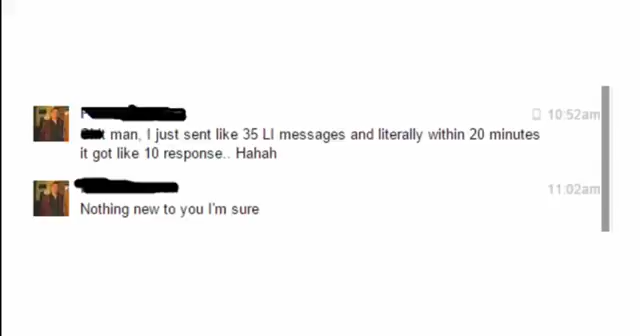 10:52am
man, I just sent like 35 LI messages and literally within 20 minutes
it got like 10 response.. Hahah
11:02am
Nothing new to you I'm sure